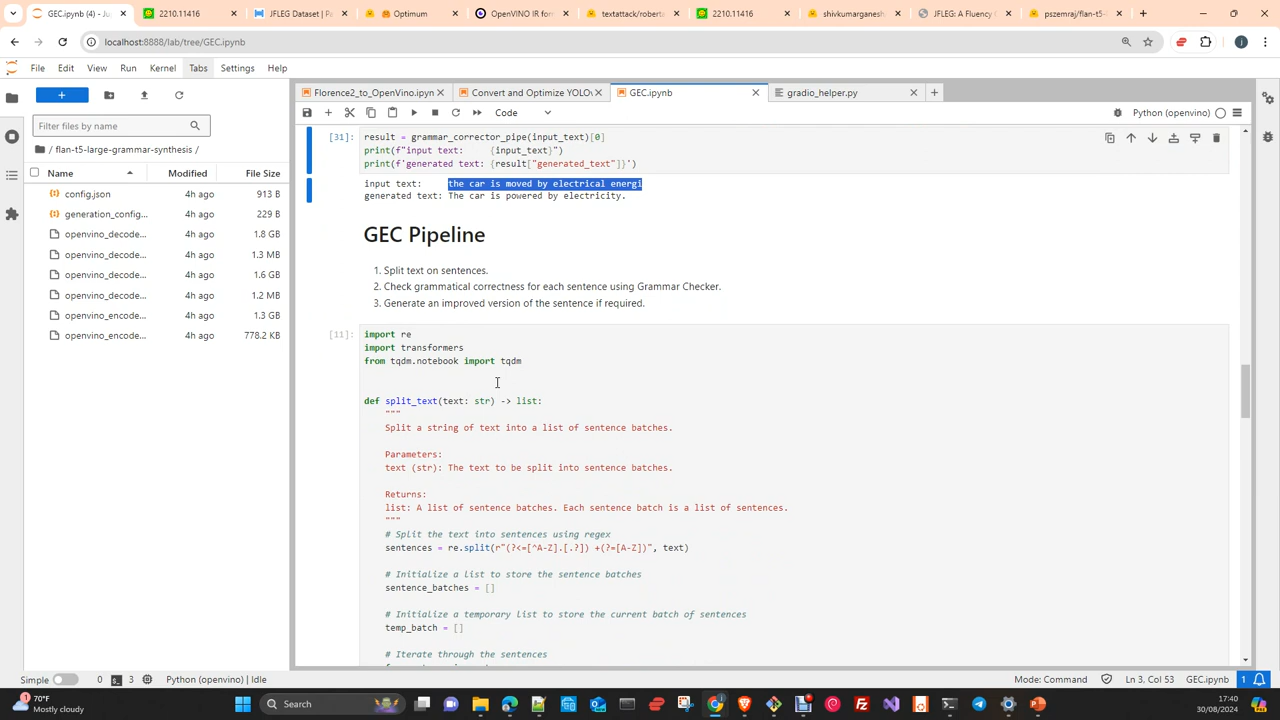 GEC.ipynb (4) - Ju
2210.11416
JFLEG Dataset | Pa
Optimum
OpenVINO IR form
textattack/roberta
2210.11416
shivkumarganesh
JFLEG: A Fluency C
pszemraj/flan-t5-
localhost:8888/lab/tree/GEC.ipynb
File Edit View Run Kernel Tabs Settings Help
Florence2_to_OpenVino.ipyn
Convert and Optimize YOLOv
GEC.ipynb
gradio_helper.py
Code
Python (openvino)
Filter files by name
/ flan-t5-large-grammar-synthesis /
Name Modified File Size
config.json 4h ago 913 B
generation_config... 4h ago 229 B
openvino_decode... 4h ago 1.8 GB
openvino_decode... 4h ago 1.3 MB
openvino_decode... 4h ago 1.6 GB
openvino_decode... 4h ago 1.2 MB
openvino_encode... 4h ago 1.3 GB
openvino_encode... 4h ago 778.2 KB
[31]: result = grammar_corrector_pipe(input_text)[0]
print(f"input text:     {input_text}")
print(f'generated text: {result["generated_text"]}')
input text:     the car is moved by electrical energi
generated text: The car is powered by electricity.
GEC Pipeline
1. Split text on sentences.
2. Check grammatical correctness for each sentence using Grammar Checker.
3. Generate an improved version of the sentence if required.
[11]: import re
import transformers
from tqdm.notebook import tqdm
def split_text(text: str) -> list:
"""
Split a string of text into a list of sentence batches.
Parameters:
text (str): The text to be split into sentence batches.
Returns:
list: A list of sentence batches. Each sentence batch is a list of sentences.
"""
# Split the text into sentences using regex
sentences = re.split(r"(?<=[^A-Z].[.?]) +(?=[A-Z])", text)
# Initialize a list to store the sentence batches
sentence_batches = []
# Initialize a temporary list to store the current batch of sentences
temp_batch = []
# Iterate through the sentences
Simple 0 3 Python (openvino) | Idle Mode: Command Ln 3, Col 53 GEC.ipynb 1
70°F
Mostly cloudy
Search
17:40
30/08/2024